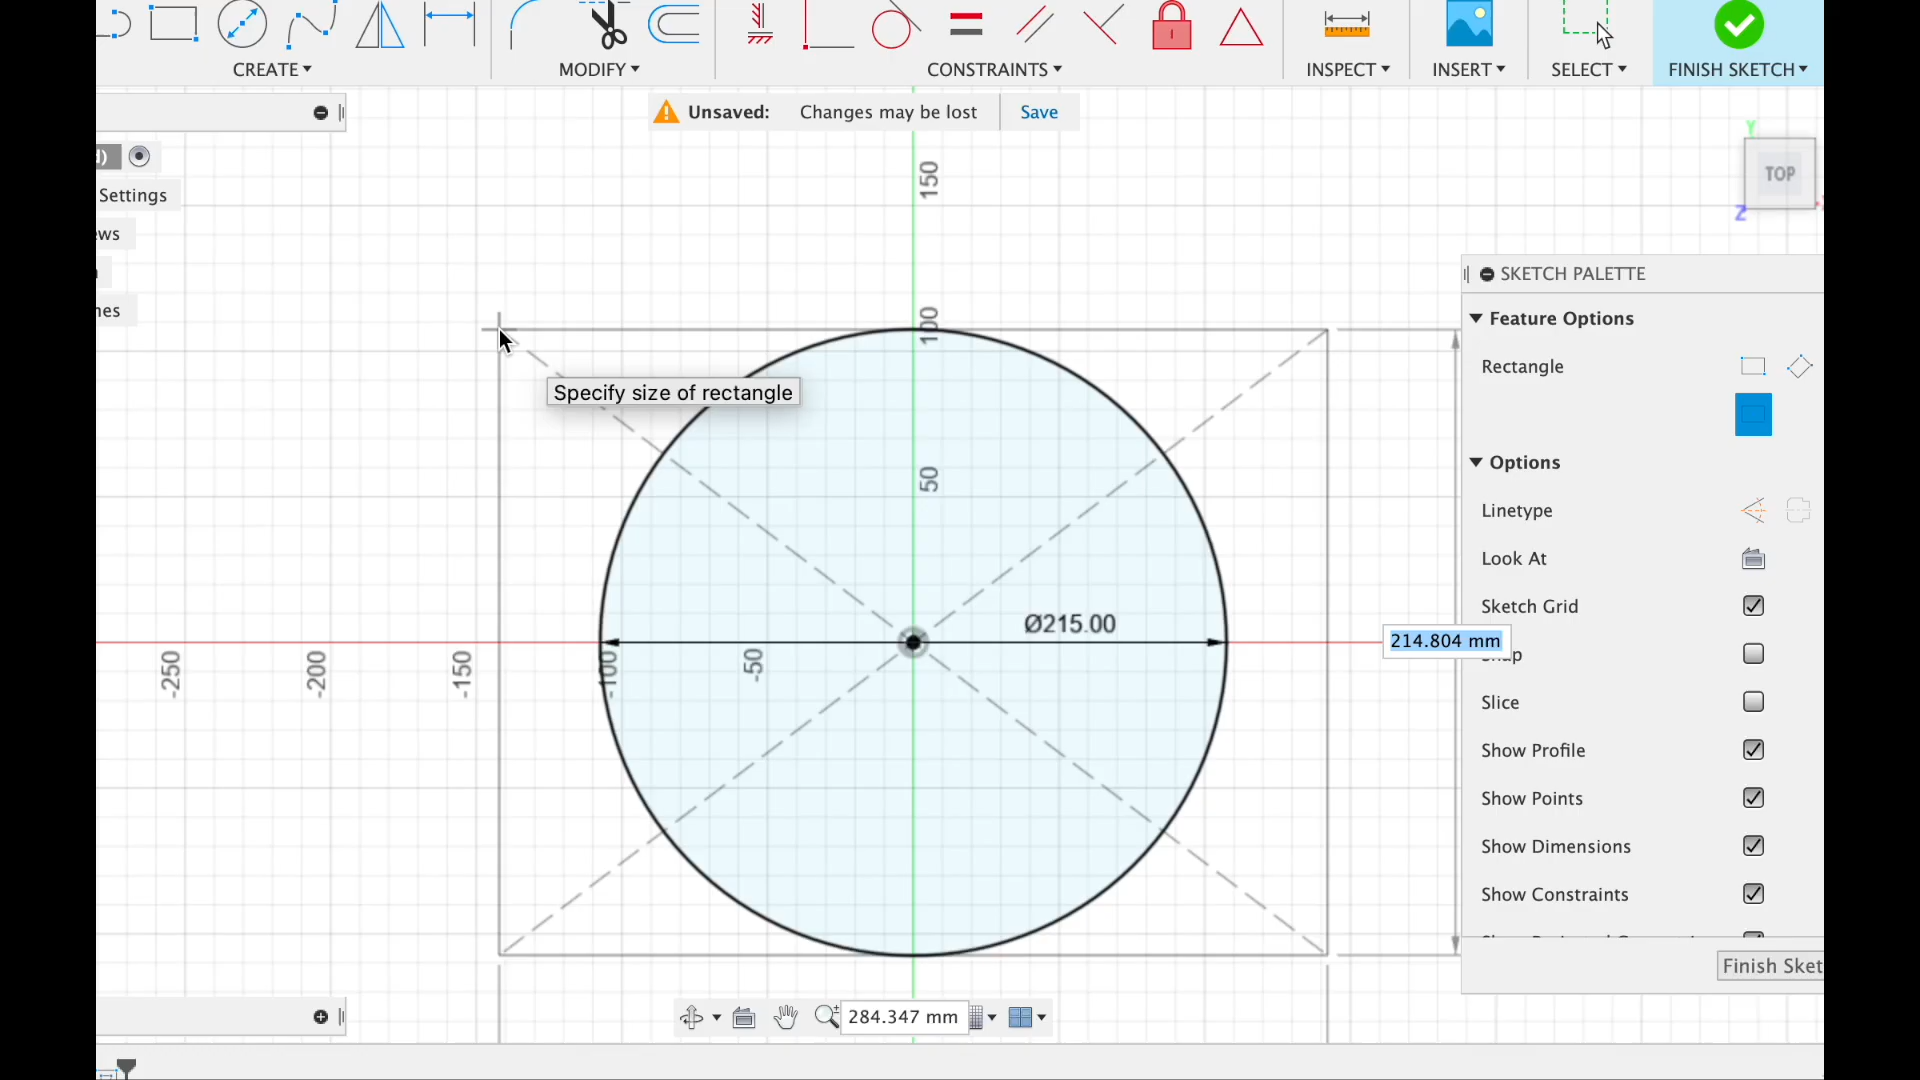 CREATE
MODIFY
CONSTRAINTS
INSPECT
INSERT
SELECT
FINISH SKETCH
Unsaved: Changes may be lost Save
Settings
TOP
Y
Z
SKETCH PALETTE
Feature Options
Rectangle
Options
Linetype
Look At
Sketch Grid
Slice
Show Profile
Show Points
Show Dimensions
Show Constraints
Finish Sket
Specify size of rectangle
150
100
50
Ø215.00
214.804 mm
-250
-200
-150
-100
-50
284.347 mm